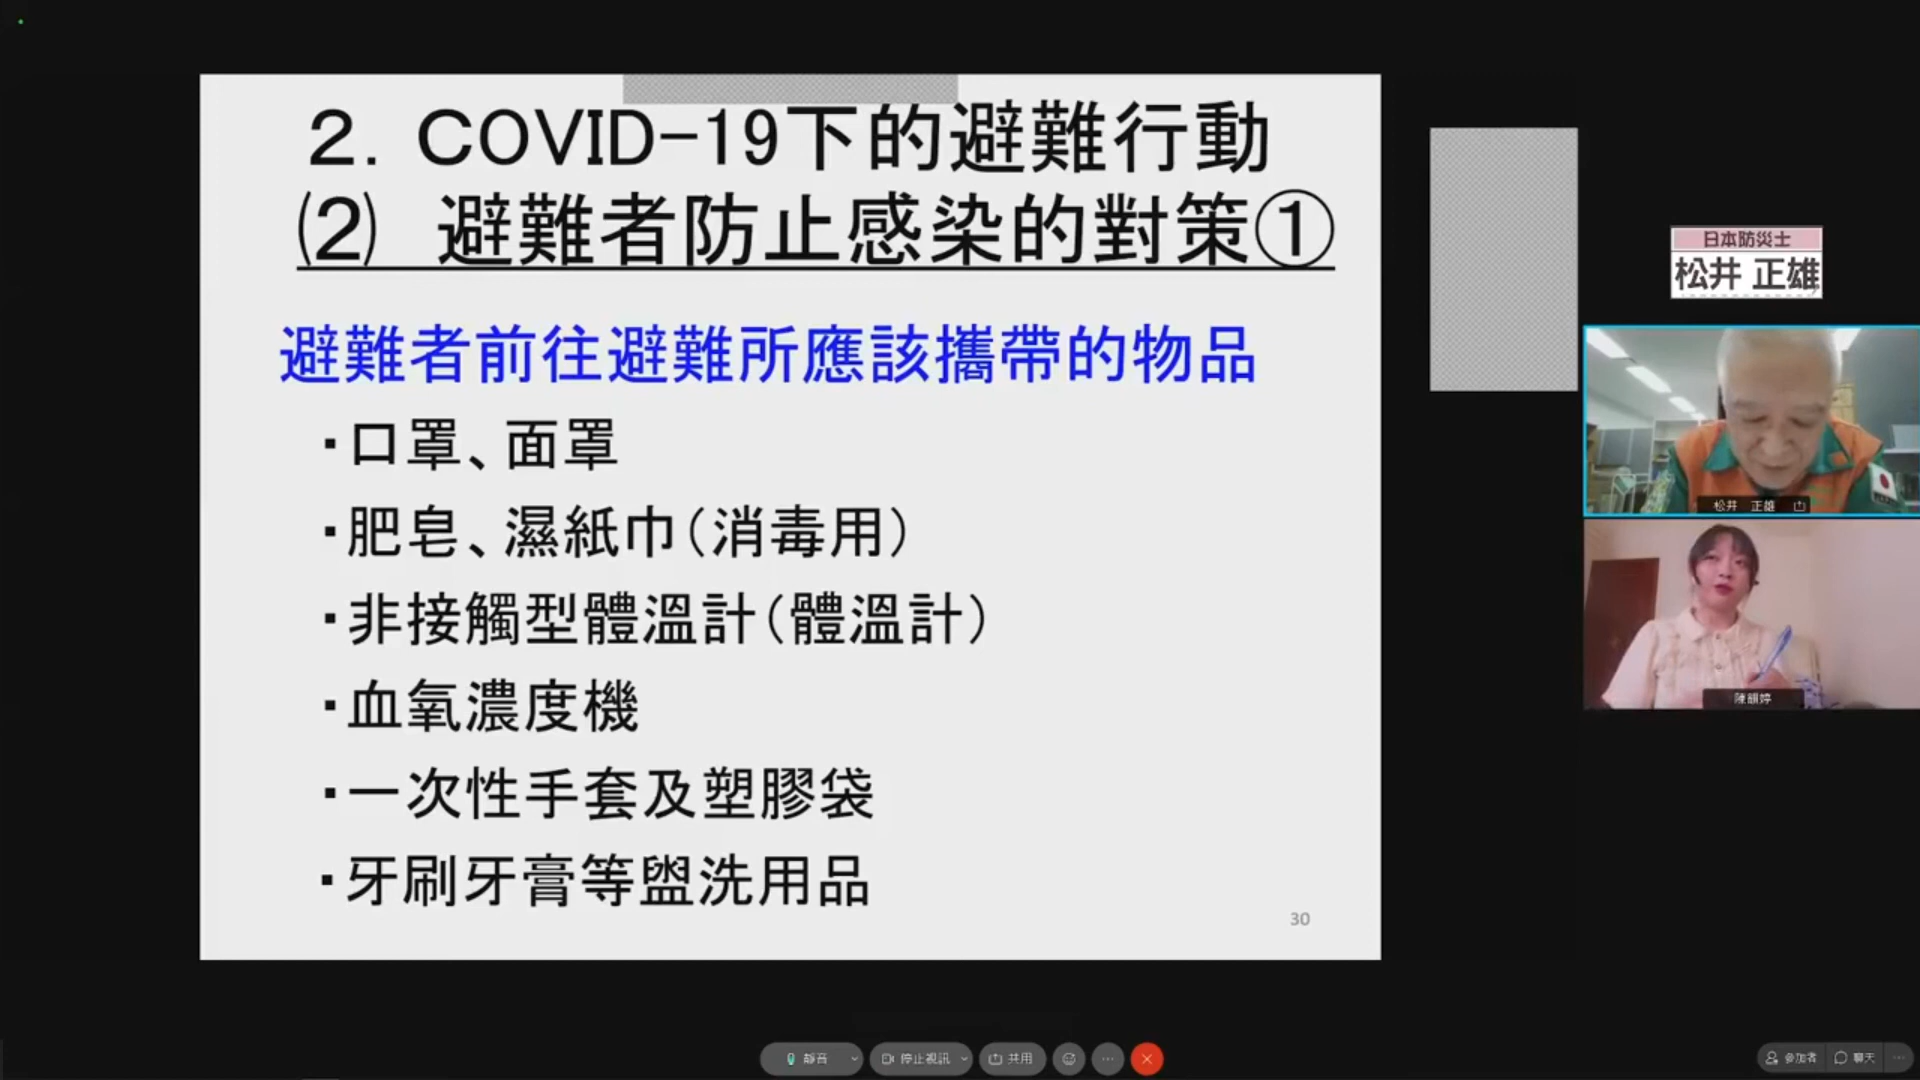 2. COVID-19下的避難行動
(2) 避難者防止感染的對策①
避難者前往避難所應該攜帶的物品
・口罩、面罩
・肥皂、濕紙巾(消毒用)
・非接觸型體溫計(體溫計)
・血氧濃度機
・一次性手套及塑膠袋
・牙刷牙膏等盥洗用品
30
日本防災士
松井 正雄
松井 正雄
陳韻婷
靜音
停止視訊
共用
參加者
聊天